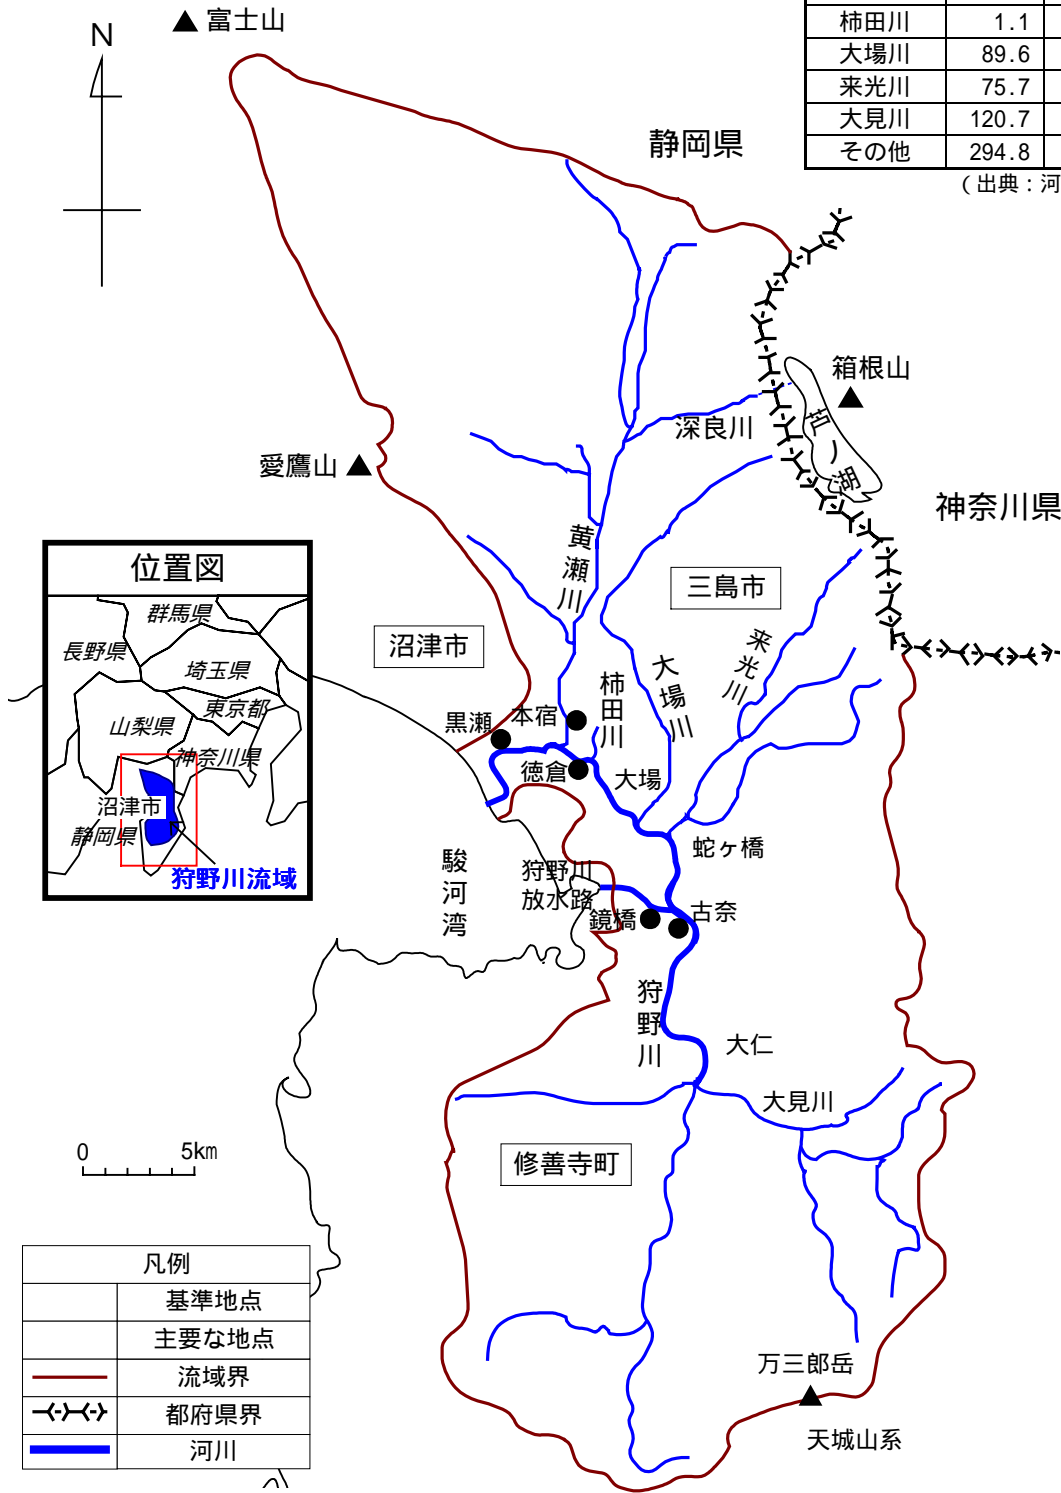 N
富士山
柿田川 1.1
大場川 89.6
来光川 75.7
大見川 120.7
その他 294.8
(出典：河
静岡県
箱根山
芦ノ湖
深良川
愛鷹山
神奈川県
黄瀬川
三島市
沼津市
来光川
大場川
柿田川
本宿
黒瀬
徳倉
大場
蛇ヶ橋
駿河湾
狩野川
放水路
鏡橋
古奈
狩野川
大仁
大見川
修善寺町
万三郎岳
天城山系
位置図
群馬県
長野県
埼玉県
東京都
山梨県
神奈川県
沼津市
静岡県
狩野川流域
0 5km
凡例
基準地点
主要な地点
流域界
都府県界
河川